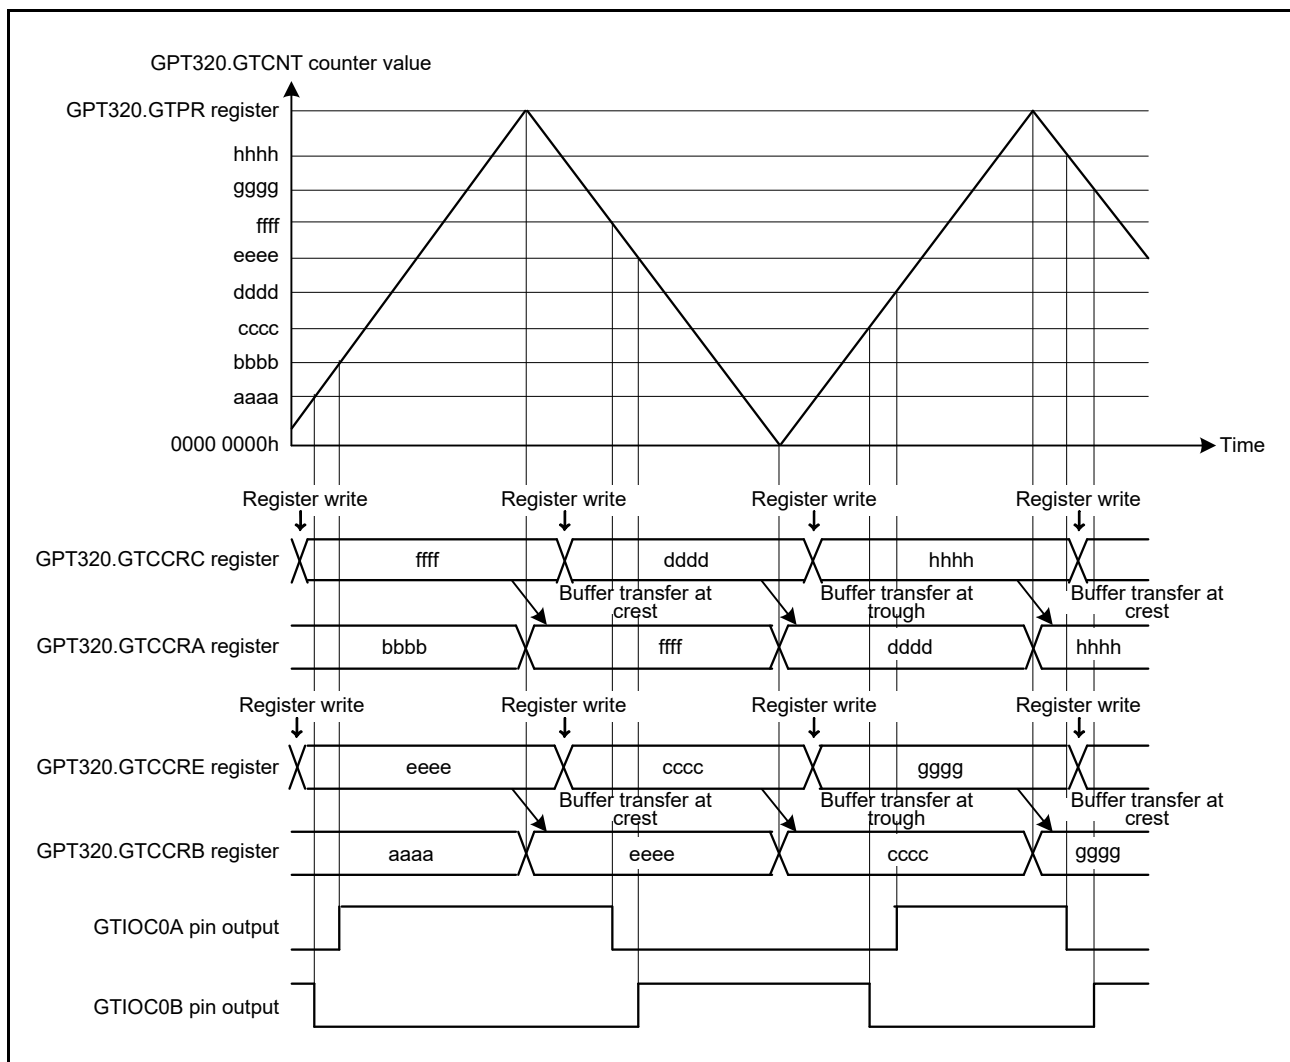 GPT320.GTCNT counter value
GPT320.GTPR register
hhhh
gggg
ffff
eeee
dddd
cccc
bbbb
aaaa
0000 0000h
Time
Register write Register write Register write Register write
GPT320.GTCCRC register ffff dddd hhhh
Buffer transfer at Buffer transfer at Buffer transfer at
crest trough crest
GPT320.GTCCRA register bbbb ffff dddd hhhh
Register write Register write Register write Register write
GPT320.GTCCRE register eeee cccc gggg
Buffer transfer at Buffer transfer at Buffer transfer at
crest trough crest
GPT320.GTCCRB register aaaa eeee cccc gggg
GTIOC0A pin output
GTIOC0B pin output